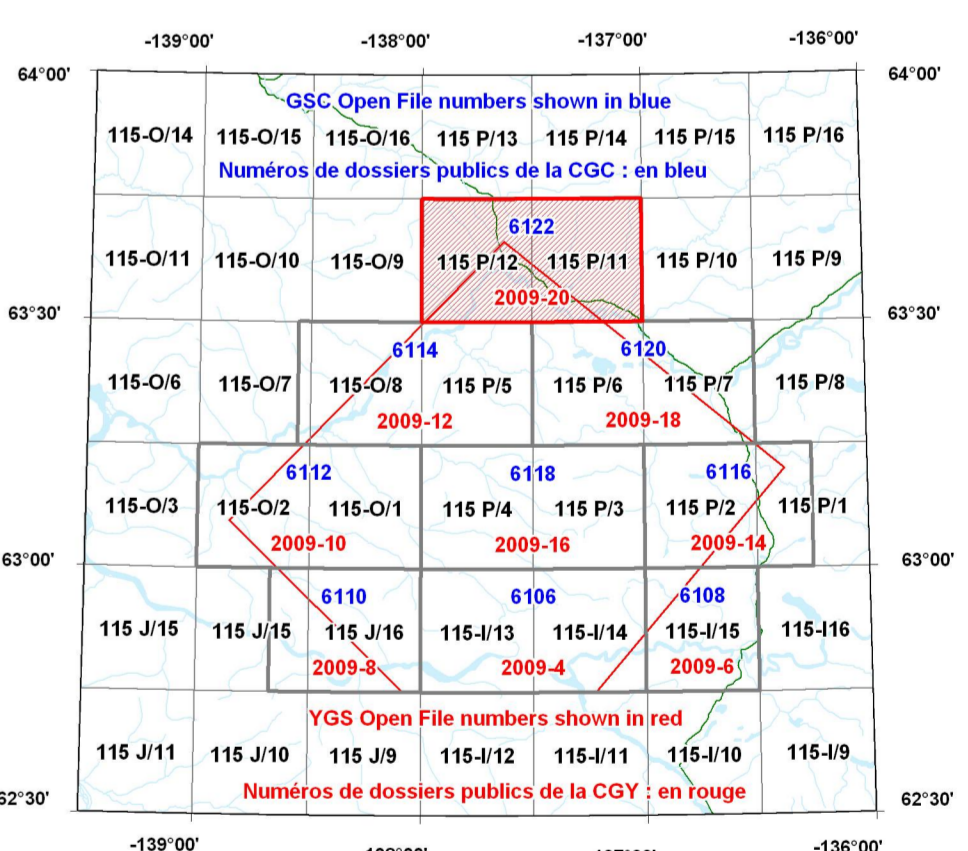 -139°00' -138°00' -137°00' -136°00'
64°00' 64°00'
GSC Open File numbers shown in blue
115-O/14 115-O/15 115-O/16 115 P/13 115 P/14 115 P/15 115 P/16
Numéros de dossiers publics de la CGC : en bleu
6122
115-O/11 115-O/10 115-O/9 115 P/12 115 P/11 115 P/10 115 P/9
2009-20
63°30' 63°30'
6114 6120
115-O/6 115-O/7 115-O/8 115 P/5 115 P/6 115 P/7 115 P/8
2009-12 2009-18
6112 6118 6116
115-O/3 115-O/2 115-O/1 115 P/4 115 P/3 115 P/2 115 P/1
2009-10 2009-16 2009-14
63°00' 63°00'
6110 6106 6108
115 J/15 115 J/15 115 J/16 115-I/13 115-I/14 115-I/15 115-I16
2009-8 2009-4 2009-6
YGS Open File numbers shown in red
115 J/11 115 J/10 115 J/9 115-I/12 115-I/11 115-I/10 115-I/9
Numéros de dossiers publics de la CGY : en rouge
62°30' 62°30'
-139°00' -136°00'